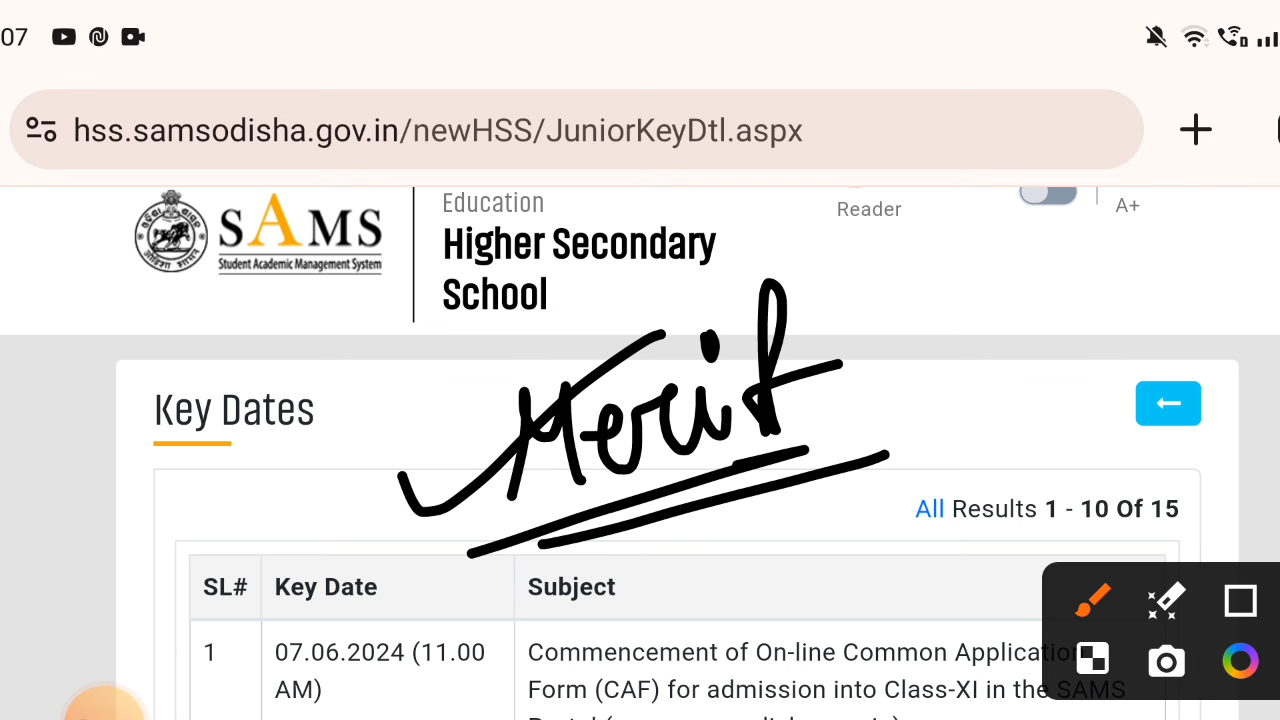 07
hss.samsodisha.gov.in/newHSS/JuniorKeyDtl.aspx
SAMS
Student Academic Management System
Education
Higher Secondary
School
Reader
A+
Merit
Key Dates
All Results 1 - 10 Of 15
SL# Key Date Subject
1 07.06.2024 (11.00 AM) Commencement of On-line Common Application
Form (CAF) for admission into Class-XI in the SAMS